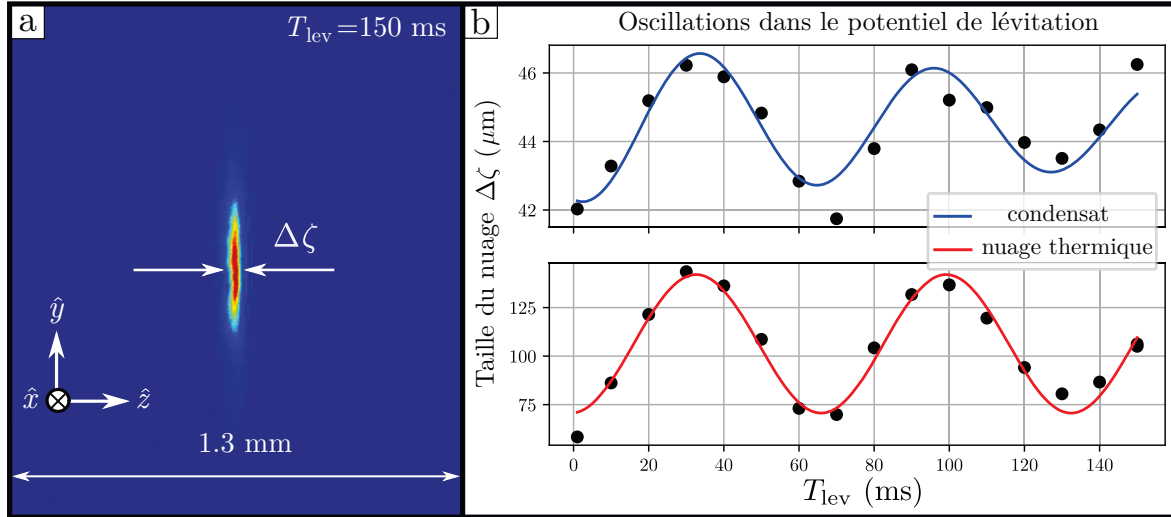 a
T_lev=150 ms
Δζ
ŷ
x̂
ẑ
1.3 mm
b
Oscillations dans le potentiel de lévitation
Taille du nuage Δζ (μm)
46
44
42
condensat
nuage thermique
125
100
75
0 20 40 60 80 100 120 140
T_lev (ms)